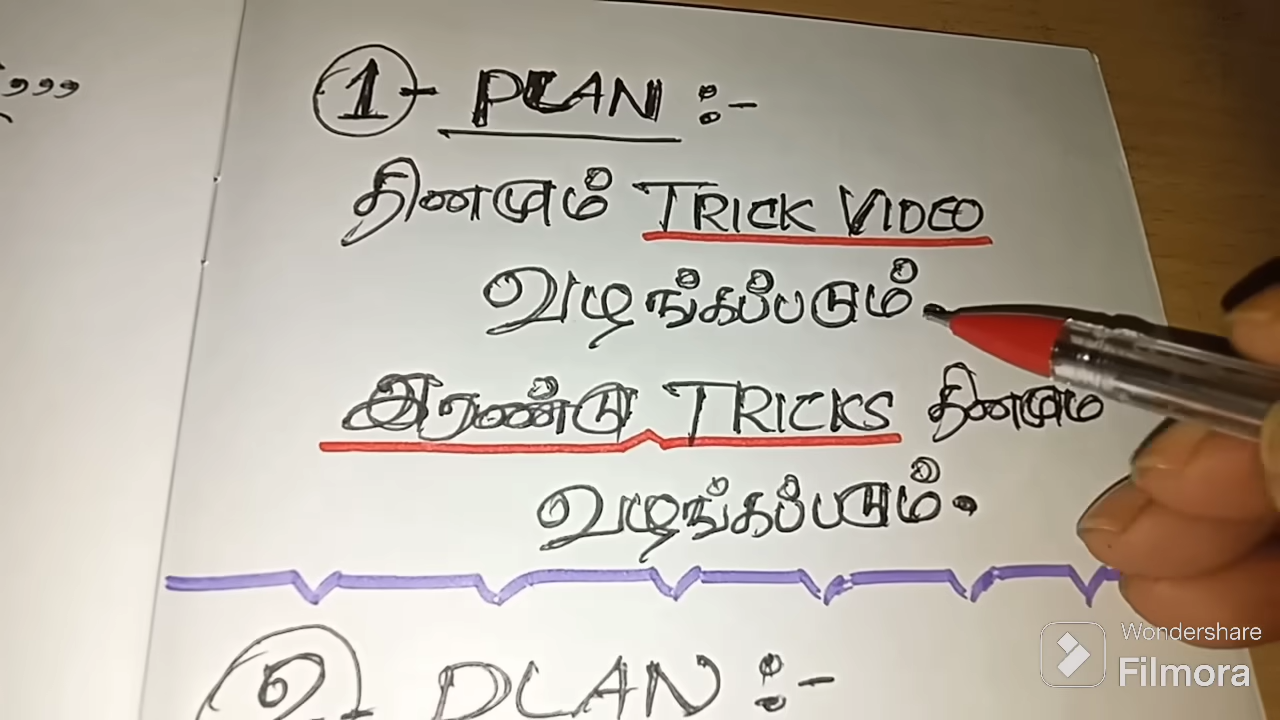 ①- PLAN :-
தினமும் TRICK VIDEO
வழங்கப்படும்.
இரண்டு TRICKS தினமும்
வழங்கப்படும்.
② PLAN :-
Wondershare
Filmora